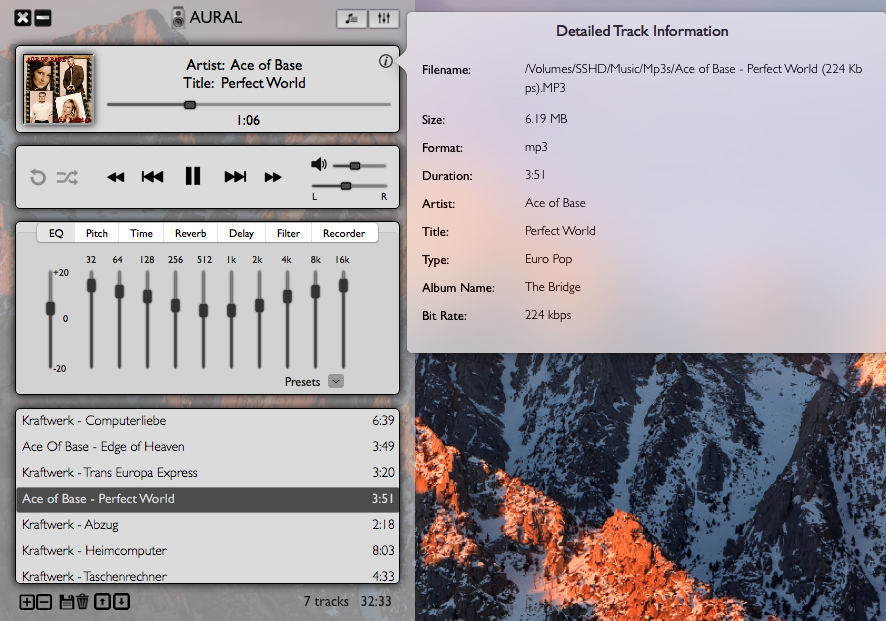 AURAL
Artist: Ace of Base
Title: Perfect World
1:06
L R
EQ Pitch Time Reverb Delay Filter Recorder
32 64 128 256 512 1k 2k 4k 8k 16k
+20
0
-20
Presets
Kraftwerk - Computerliebe 6:39
Ace Of Base - Edge of Heaven 3:49
Kraftwerk - Trans Europa Express 3:20
Ace of Base - Perfect World 3:51
Kraftwerk - Abzug 2:18
Kraftwerk - Heimcomputer 8:03
Kraftwerk - Taschenrechner 4:33
7 tracks 32:33
Detailed Track Information
Filename: /Volumes/SSHD/Music/Mp3s/Ace of Base - Perfect World (224 Kb
ps).MP3
Size: 6.19 MB
Format: mp3
Duration: 3:51
Artist: Ace of Base
Title: Perfect World
Type: Euro Pop
Album Name: The Bridge
Bit Rate: 224 kbps